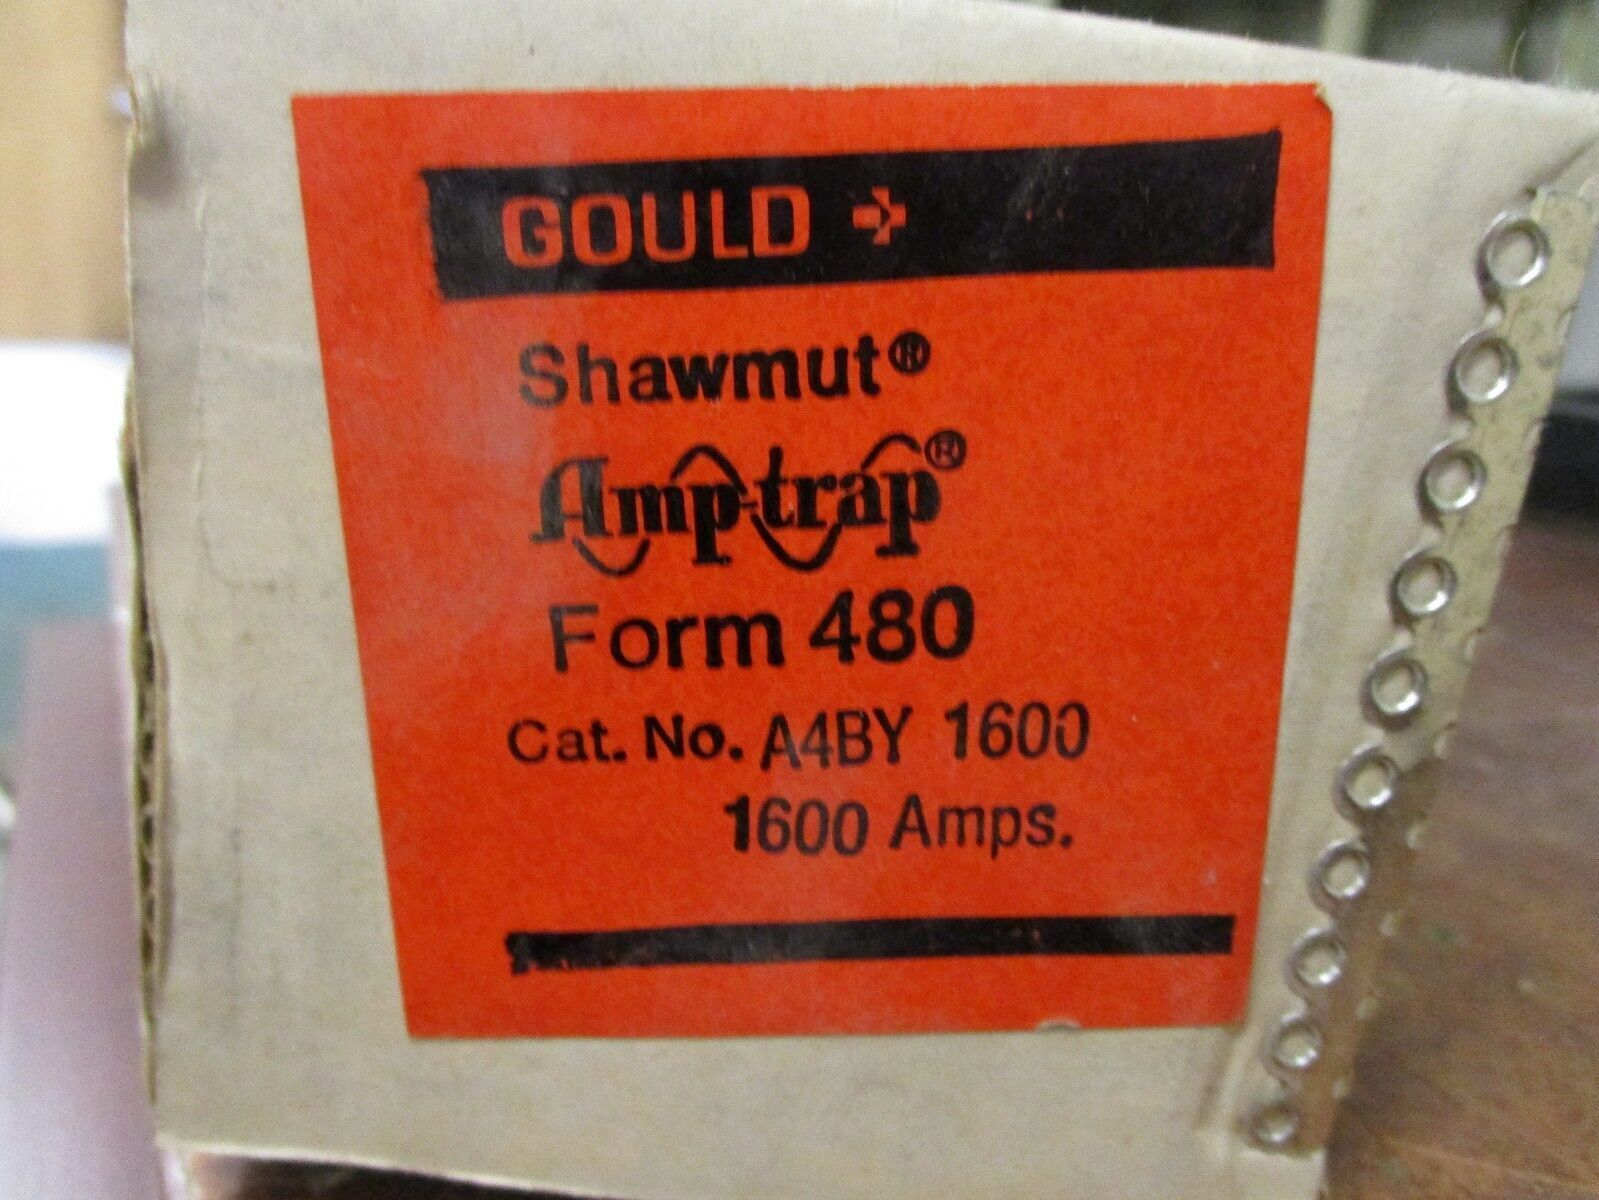 GOULD
Shawmut®
Amp-trap®
Form 480
Cat. No. A4BY 1600
1600 Amps.